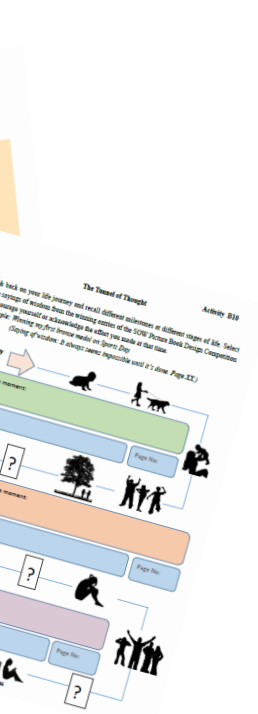 The Tunnel of Thought
Activity B16
k back on your life journey and recall different milestones at different stages of life. Select
sayings of wisdom from the winning entries of the SOW Picture Book Design Competition
ourage yourself or acknowledge the effort you made at that time.
ple: Winning my first bronze medal on Sports Day
(Saying of wisdom: It always seems impossible until it's done. Page XX.)
moment:
Page No:
?
moment:
Page No:
?
Page No:
?